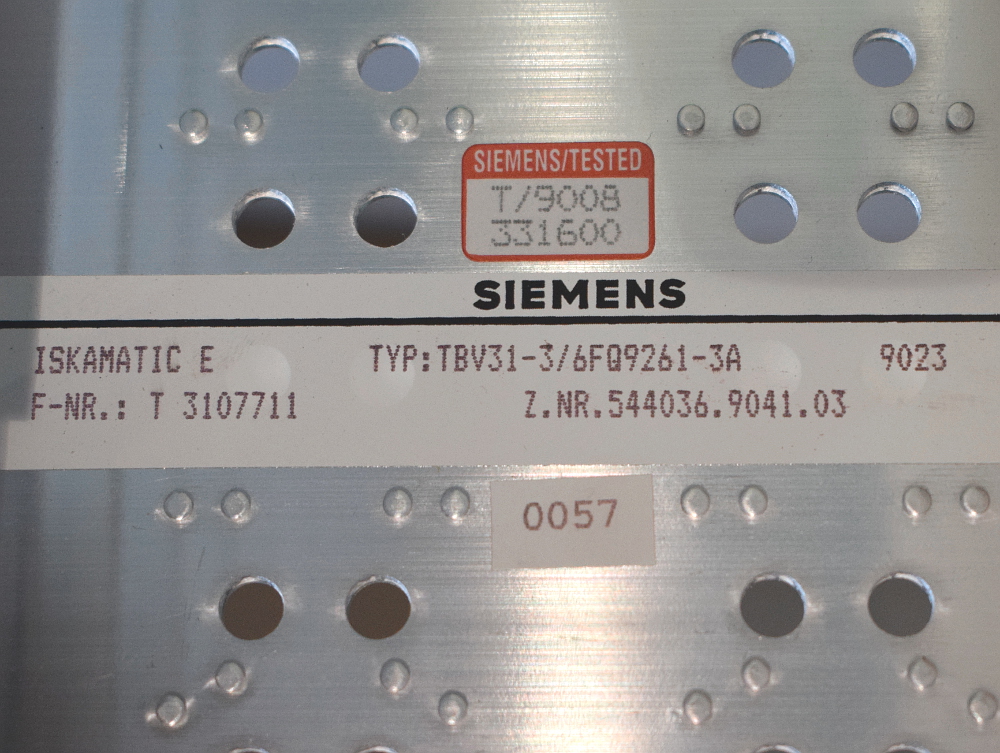 SIEMENS/TESTED
T/9008
331600
SIEMENS
ISKAMATIC E TYP:TBV31-3/6FQ9261-3A 9023
F-NR.: T 3107711 Z.NR.544036.9041.03
0057